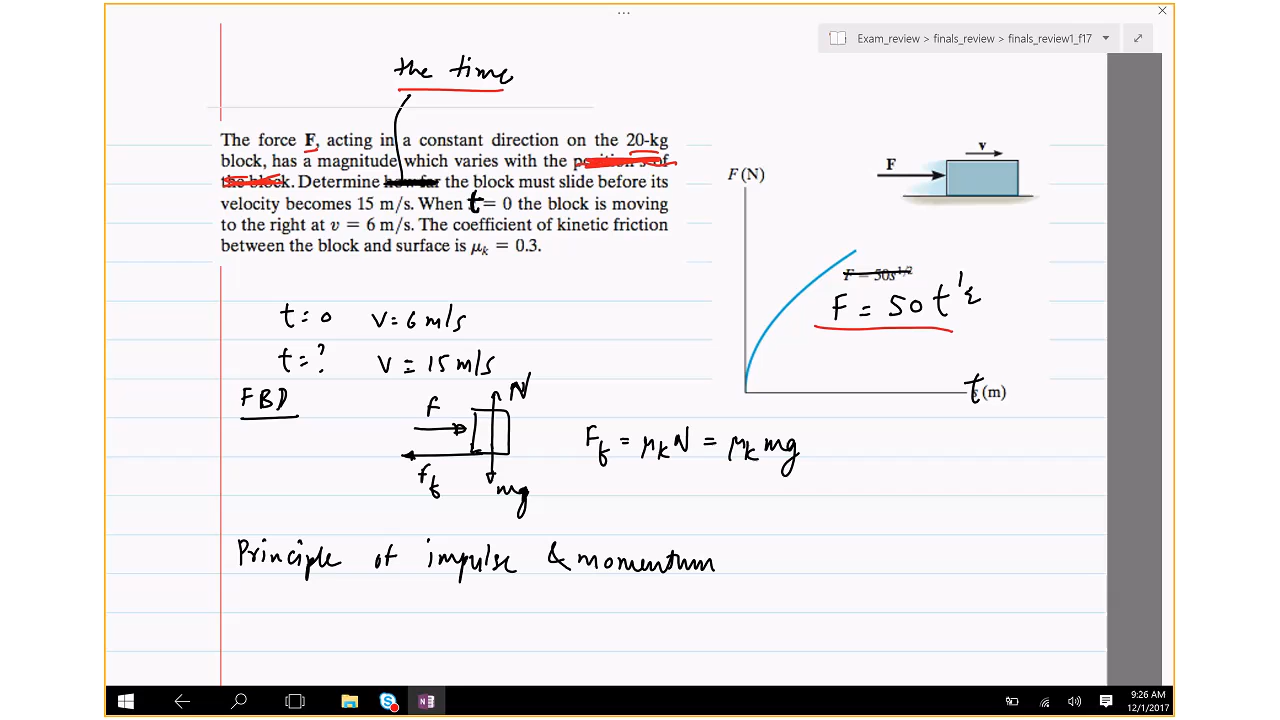 ...
Exam_review > finals_review > finals_review1_f17
the time
The force F, acting in a constant direction on the 20-kg
block, has a magnitude which varies with the position s of
the block. Determine how far the block must slide before its
velocity becomes 15 m/s. When t = 0 the block is moving
to the right at v = 6 m/s. The coefficient of kinetic friction
between the block and surface is μk = 0.3.
F (N)
F
v
F = 50s^1/2
F = 50 t^1/2
t (m)
t = 0 v = 6 m/s
t = ? v = 15 m/s
FBD
N
F
Ff
mg
Ff = μk N = μk mg
Principle of impulse & momentum
9:26 AM
12/1/2017